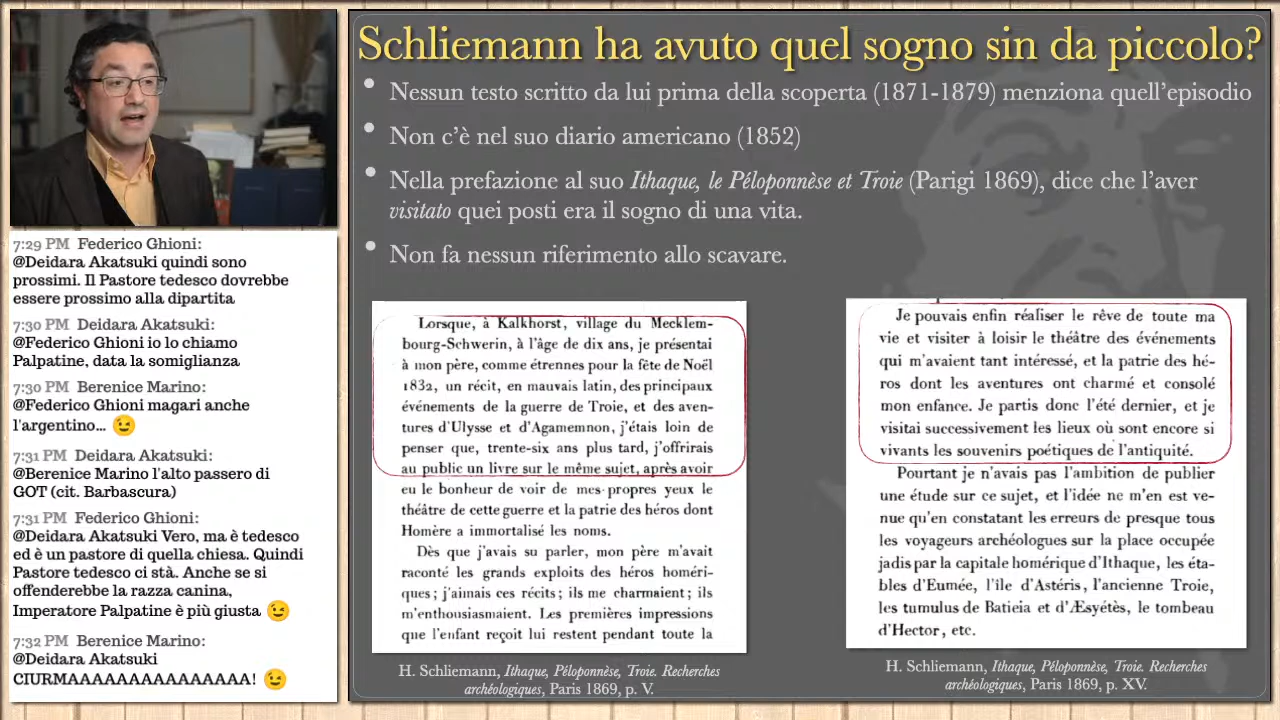 Schliemann ha avuto quel sogno sin da piccolo?
• Nessun testo scritto da lui prima della scoperta (1871-1879) menziona quell'episodio
• Non c'è nel suo diario americano (1852)
• Nella prefazione al suo Ithaque, le Péloponnèse et Troie (Parigi 1869), dice che l'aver
visitato quei posti era il sogno di una vita.
• Non fa nessun riferimento allo scavare.
Lorsque, à Kalkhorst, village du Mecklem-
bourg-Schwerin, à l'âge de dix ans, je présentai
à mon père, comme étrennes pour la fête de Noël
1832, un récit, en mauvais latin, des principaux
événements de la guerre de Troie, et des aven-
tures d'Ulysse et d'Agamemnon, j'étais loin de
penser que, trente-six ans plus tard, j'offrirais
au public un livre sur le même sujet, après avoir
eu le bonheur de voir de mes propres yeux le
théâtre de cette guerre et la patrie des héros dont
Homère a immortalisé les noms.
Dès que j'avais su parler, mon père m'avait
raconté les grands exploits des héros homéri-
ques; j'aimais ces récits; ils me charmaient; ils
m'enthousiasmaient. Les premières impressions
que l'enfant reçoit lui restent pendant toute la
H. Schliemann, Ithaque, Péloponnèse, Troie. Recherches
archéologiques, Paris 1869, p. V.
Je pouvais enfin réaliser le rêve de toute ma
vie et visiter à loisir le théâtre des événements
qui m'avaient tant intéressé, et la patrie des hé-
ros dont les aventures ont charmé et consolé
mon enfance. Je partis donc l'été dernier, et je
visitai successivement les lieux où sont encore si
vivants les souvenirs poétiques de l'antiquité.
Pourtant je n'avais pas l'ambition de publier
une étude sur ce sujet, et l'idée ne m'en est ve-
nue qu'en constatant les erreurs de presque tous
les voyageurs archéologues sur la place occupée
jadis par la capitale homérique d'Ithaque, les éta-
bles d'Eumée, l'île d'Astéris, l'ancienne Troie,
les tumulus de Batieia et d'Æsyétès, le tombeau
d'Hector, etc.
H. Schliemann, Ithaque, Péloponnèse, Troie. Recherches
archéologiques, Paris 1869, p. XV.
7:29 PM Federico Ghioni:
@Deidara Akatsuki quindi sono
prossimi. Il Pastore tedesco dovrebbe
essere prossimo alla dipartita
7:30 PM Deidara Akatsuki:
@Federico Ghioni io lo chiamo
Palpatine, data la somiglianza
7:30 PM Berenice Marino:
@Federico Ghioni magari anche
l'argentino... 😉
7:31 PM Deidara Akatsuki:
@Berenice Marino l'alto passero di
GOT (cit. Barbascura)
7:31 PM Federico Ghioni:
@Deidara Akatsuki Vero, ma è tedesco
ed è un pastore di quella chiesa. Quindi
Pastore tedesco ci stà. Anche se si
offenderebbe la razza canina,
Imperatore Palpatine è più giusta 😉
7:32 PM Berenice Marino:
@Deidara Akatsuki
CIURMAAAAAAAAAAAAAAA! 😉